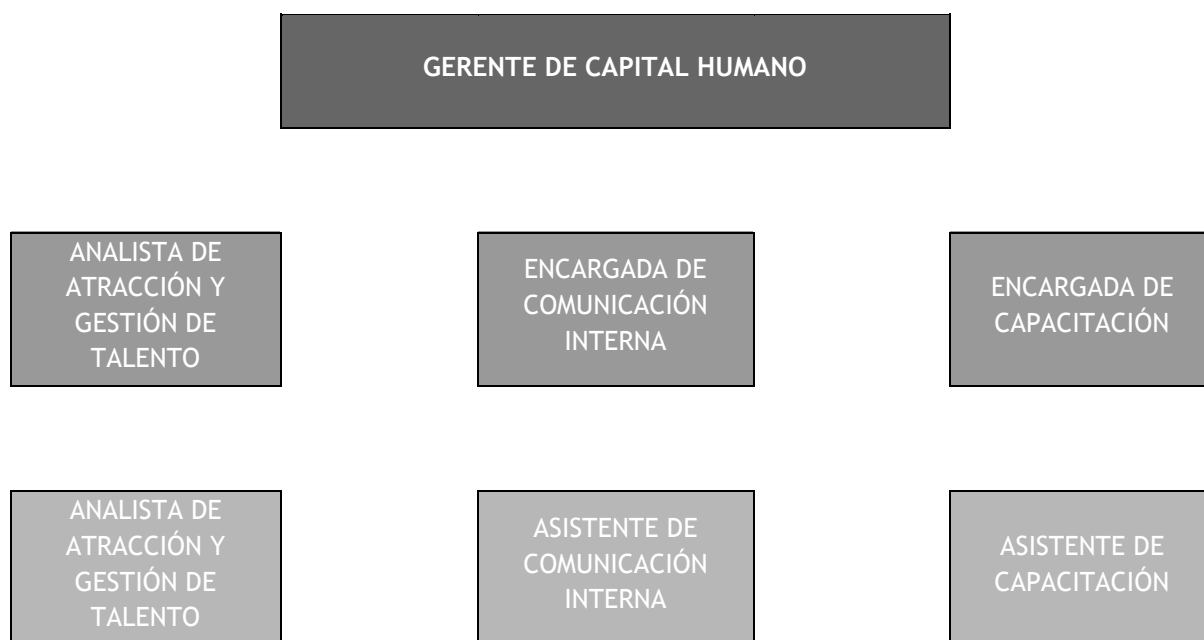 GERENTE DE CAPITAL HUMANO
ANALISTA DE
ATRACCIÓN Y
GESTIÓN DE
TALENTO
ENCARGADA DE
COMUNICACIÓN
INTERNA
ENCARGADA DE
CAPACITACIÓN
ANALISTA DE
ATRACCIÓN Y
GESTIÓN DE
TALENTO
ASISTENTE DE
COMUNICACIÓN
INTERNA
ASISTENTE DE
CAPACITACIÓN